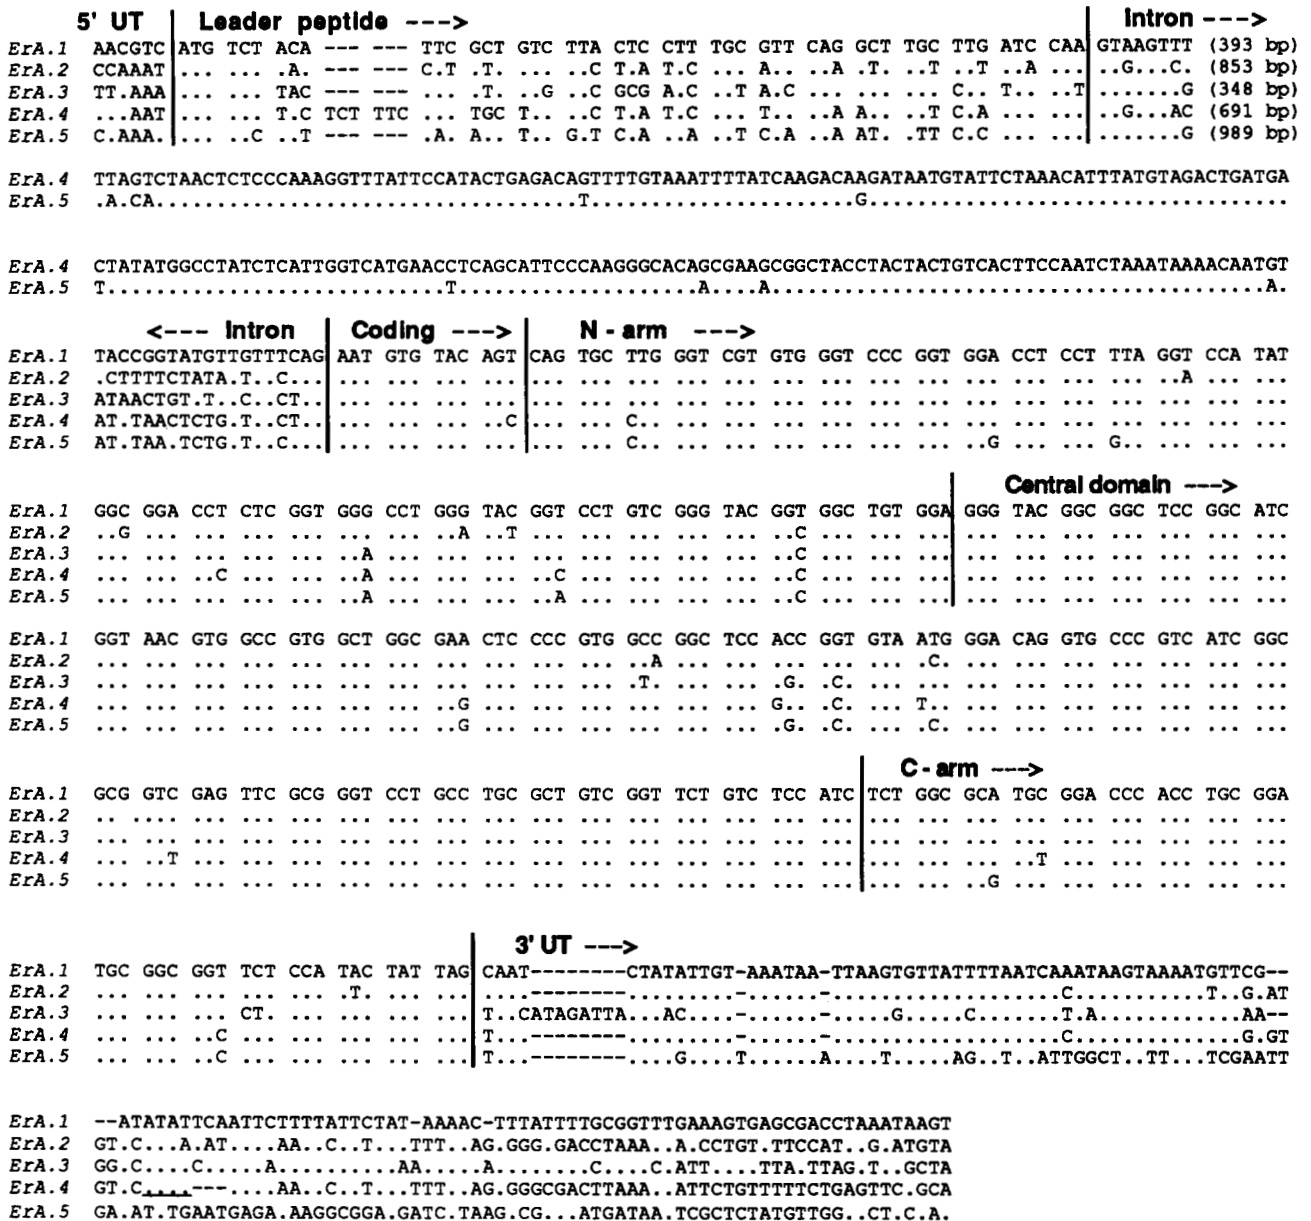 5' UT Leader peptide ---> Intron --->
ErA.1 AACGTC ATG TCT ACA --- --- TTC GCT GTC TTA CTC CTT TGC GTT CAG GCT TGC TTG ATC CAA GTAAGTTT (393 bp)
ErA.2 CCAAAT ... ... .A. --- --- C.T .T. ... ..C T.A T.C ... A.. ..A .T. ..T ..T ..A ... ..G...C. (853 bp)
ErA.3 TT.AAA ... ... TAC --- --- ... .T. ..G ..C GCG A.C ..T A.C ... ... ... C.. T.. ..T .......G (348 bp)
ErA.4 ...AAT ... ... T.C TCT TTC ... TGC T.. ..C T.A T.C ... T.. ..A A.. ..T C.A ... ... ..G...AC (691 bp)
ErA.5 C.AAA. ... ..C ..T --- --- .A. A.. T.. G.T C.A ..A ..T C.A ..A AT. .TT C.C ... ... .......G (989 bp)
ErA.4 TTAGTCTAACTCTCCCAAAGGTTTATTCCATACTGAGACAGTTTTGTAAATTTTATCAAGACAAGATAATGTATTCTAAACATTTATGTAGACTGATGA
ErA.5 .A.CA...................................T......................G...................................
ErA.4 CTATATGGCCTATCTCATTGGTCATGAACCTCAGCATTCCCAAGGGCACAGCGAAGCGGCTACCTACTACTGTCACTTCCAATCTAAATAAAACAATGT
ErA.5 T.............................T....................A....A..........................................A.
<--- Intron Coding ---> N - arm --->
ErA.1 TACCGGTATGTTGTTTCAG AAT GTG TAC AGT CAG TGC TTG GGT CGT GTG GGT CCC GGT GGA CCT CCT TTA GGT CCA TAT
ErA.2 .CTTTTCTATA.T..C... ... ... ... ... ... ... ... ... ... ... ... ... ... ... ... ... ... ..A ... ...
ErA.3 ATAACTGT.T..C..CT.. ... ... ... ... ... ... ... ... ... ... ... ... ... ... ... ... ... ... ... ...
ErA.4 AT.TAACTCTG.T..CT.. ... ... ... ..C ... ... C.. ... ... ... ... ... ... ... ... ... ... ... ... ...
ErA.5 AT.TAA.TCTG.T..C... ... ... ... ... ... ... C.. ... ... ... ... ... ... ..G ... ... G.. ... ... ...
Central domain --->
ErA.1 GGC GGA CCT CTC GGT GGG CCT GGG TAC GGT CCT GTC GGG TAC GGT GGC TGT GGA GGG TAC GGC GGC TCC GGC ATC
ErA.2 ..G ... ... ... ... ... ... ..A ..T ... ... ... ... ... ..C ... ... ... ... ... ... ... ... ... ...
ErA.3 ... ... ... ... ... ..A ... ... ... ... ... ... ... ... ..C ... ... ... ... ... ... ... ... ... ...
ErA.4 ... ... ..C ... ... ..A ... ... ... ..C ... ... ... ... ..C ... ... ... ... ... ... ... ... ... ...
ErA.5 ... ... ... ... ... ..A ... ... ... ..A ... ... ... ... ..C ... ... ... ... ... ... ... ... ... ...
ErA.1 GGT AAC GTG GCC GTG GCT GGC GAA CTC CCC GTG GCC GGC TCC ACC GGT GTA ATG GGA CAG GTG CCC GTC ATC GGC
ErA.2 ... ... ... ... ... ... ... ... ... ... ... ..A ... ... ... ... ... .C. ... ... ... ... ... ... ...
ErA.3 ... ... ... ... ... ... ... ... ... ... ... .T. ... ... .G. .C. ... ... ... ... ... ... ... ... ...
ErA.4 ... ... ... ... ... ... ... ..G ... ... ... ... ... ... G.. .C. ... T.. ... ... ... ... ... ... ...
ErA.5 ... ... ... ... ... ... ... ..G ... ... ... ... ... ... .G. .C. ... .C. ... ... ... ... ... ... ...
C - arm --->
ErA.1 GCG GTC GAG TTC GCG GGT CCT GCC TGC GCT GTC GGT TCT GTC TCC ATC TCT GGC GCA TGC GGA CCC ACC TGC GGA
ErA.2 .. .... ... ... ... ... ... ... ... ... ... ... ... ... ... ... ... ... ... ... ... ... ... ... ...
ErA.3 ... ... ... ... ... ... ... ... ... ... ... ... ... ... ... ... ... ... ... ... ... ... ... ... ...
ErA.4 ... ..T ... ... ... ... ... ... ... ... ... ... ... ... ... ... ... ... ... ..T ... ... ... ... ...
ErA.5 ... ... ... ... ... ... ... ... ... ... ... ... ... ... ... ... ... ... ..G ... ... ... ... ... ...
3' UT --->
ErA.1 TGC GGC GGT TCT CCA TAC TAT TAG CAAT--------CTATATTGT-AAATAA-TTAAGTGTTATTTTAATCAAATAAGTAAAATGTTCG--
ErA.2 ... ... ... ... ... .T. ... ... ....--------.........-......-...................C...........T..G.AT
ErA.3 ... ... ... CT. ... ... ... ... T..CATAGATTA...AC....-......-.....G.....C.......T.A............AA--
ErA.4 ... ... ..C ... ... ... ... ... T...--------.........-......-...................C..............G.GT
ErA.5 ... ... ..C ... ... ... ... ... T...--------....G....T......A....T.....AG..T..ATTGGCT..TT...TCGAATT
ErA.1 --ATATATTCAATTCTTTTATTCTAT-AAAAC-TTTATTTTGCGGTTTGAAAGTGAGCGACCTAAATAAGT
ErA.2 GT.C...A.AT....AA..C..T...TTT..AG.GGG.GACCTAAA..A.CCTGT.TTCCAT..G.ATGTA
ErA.3 GG.C....C.....A..........AA.....A........C....C.ATT....TTA.TTAG.T..GCTA
ErA.4 GT.C....---....AA..C..T...TTT..AG.GGGCGACTTAAA..ATTCTGTTTTTCTGAGTTC.GCA
ErA.5 GA.AT.TGAATGAGA.AAGGCGGA.GATC.TAAG.CG...ATGATAA.TCGCTCTATGTTGG..CT.C.A.